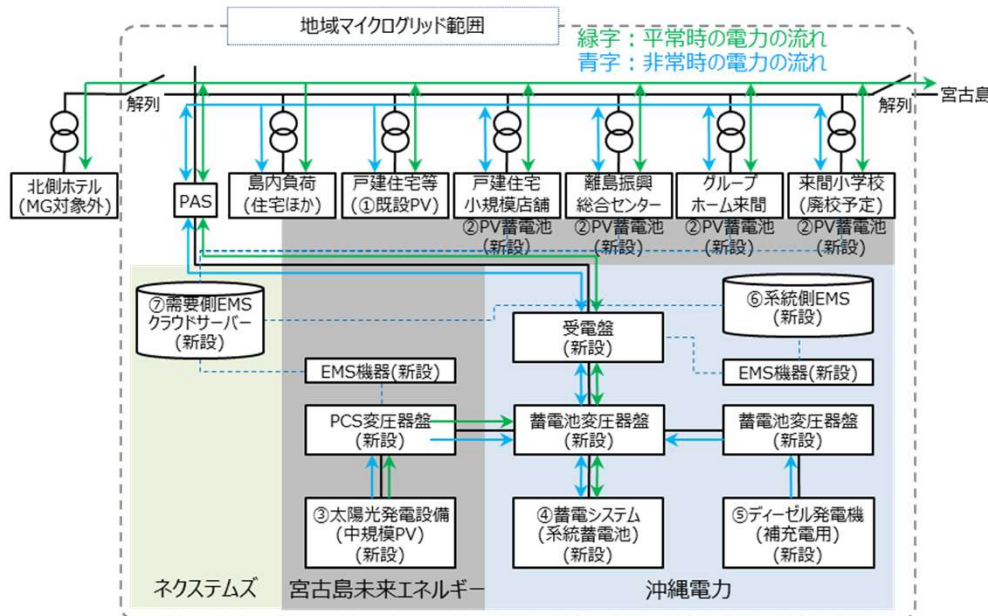 地域マイクログリッド範囲
緑字：平常時の電力の流れ
青字：非常時の電力の流れ
解列
解列
宮古島
北側ホテル
(MG対象外)
PAS
島内負荷
(住宅ほか)
戸建住宅等
(①既設PV)
戸建住宅
小規模店舗
②PV蓄電池
(新設)
離島振興
総合センター
②PV蓄電池
(新設)
グループ
ホーム来間
②PV蓄電池
(新設)
来間小学校
(廃校予定)
②PV蓄電池
(新設)
⑦需要側EMS
クラウドサーバー
(新設)
⑥系統側EMS
(新設)
受電盤
(新設)
EMS機器(新設)
EMS機器(新設)
PCS変圧器盤
(新設)
蓄電池変圧器盤
(新設)
蓄電池変圧器盤
(新設)
③太陽光発電設備
(中規模PV)
(新設)
④蓄電システム
(系統蓄電池)
(新設)
⑤ディーゼル発電機
(補充電用)
(新設)
ネクステムズ
宮古島未来エネルギー
沖縄電力